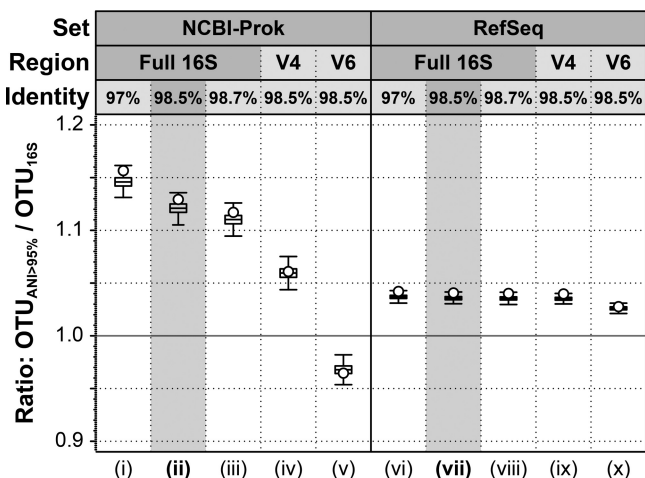 Set NCBI-Prok RefSeq
Region Full 16S V4 V6 Full 16S V4 V6
Identity 97% 98.5% 98.7% 98.5% 98.5% 97% 98.5% 98.7% 98.5% 98.5%
Ratio: OTU_ANI>95% / OTU_16S
1.2
1.1
1.0
0.9
(i) (ii) (iii) (iv) (v) (vi) (vii) (viii) (ix) (x)